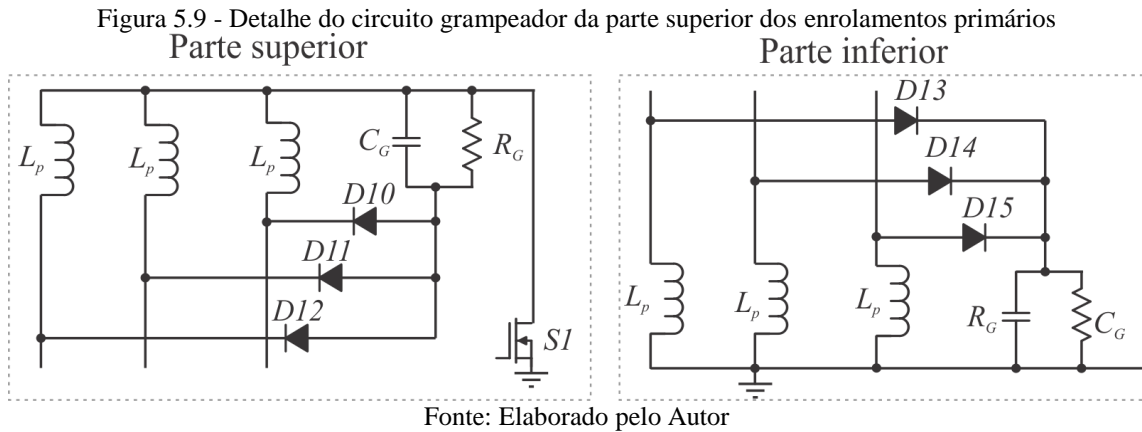 Figura 5.9 - Detalhe do circuito grampeador da parte superior dos enrolamentos primários
Parte superior
Parte inferior
L_p
L_p
L_p
C_G
R_G
D10
D11
D12
S1
D13
D14
D15
L_p
L_p
L_p
R_G
C_G
Fonte: Elaborado pelo Autor